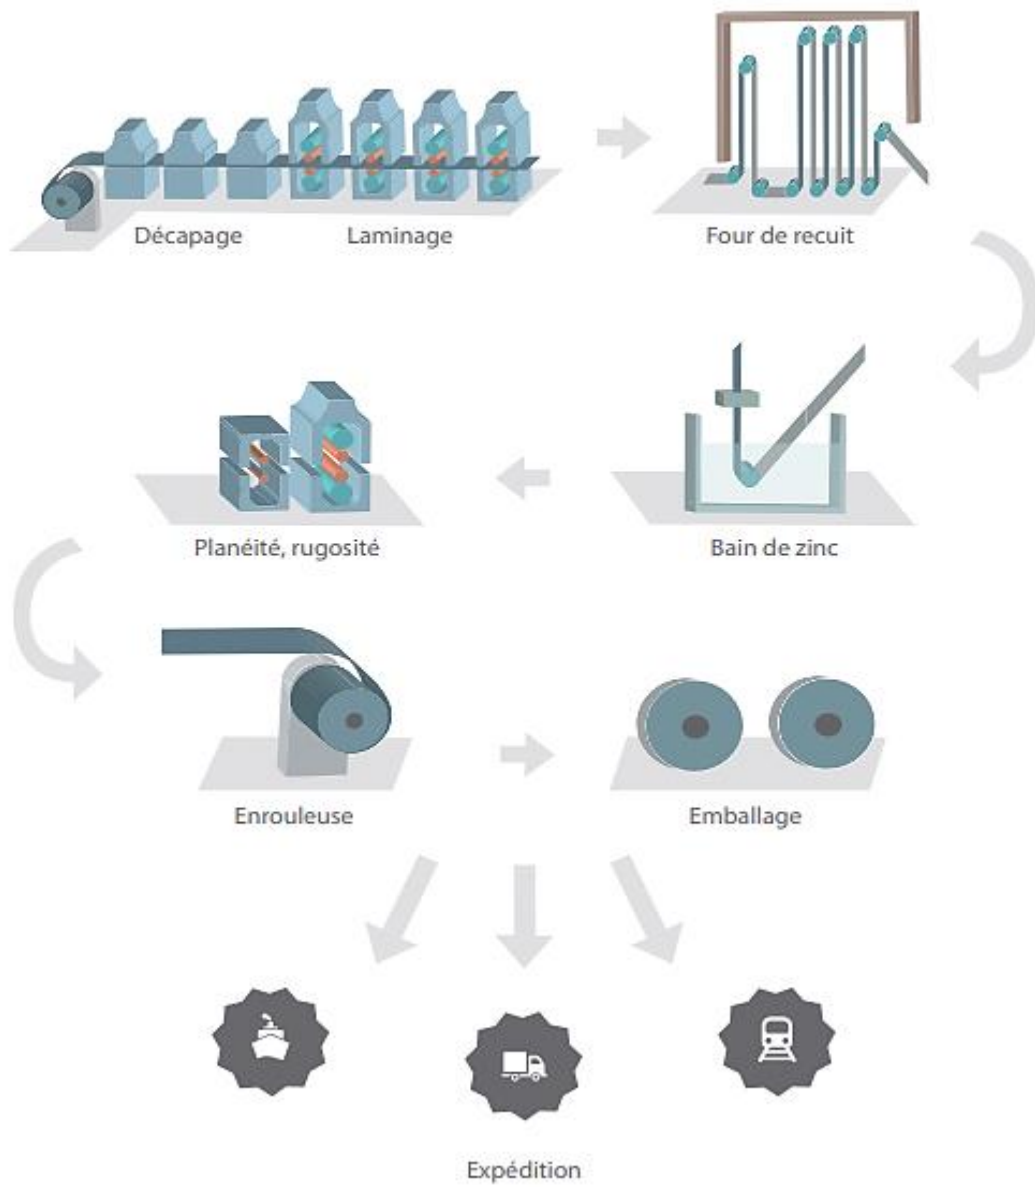 Décapage
Laminage
Four de recuit
Planéité, rugosité
Bain de zinc
Enrouleuse
Emballage
Expédition